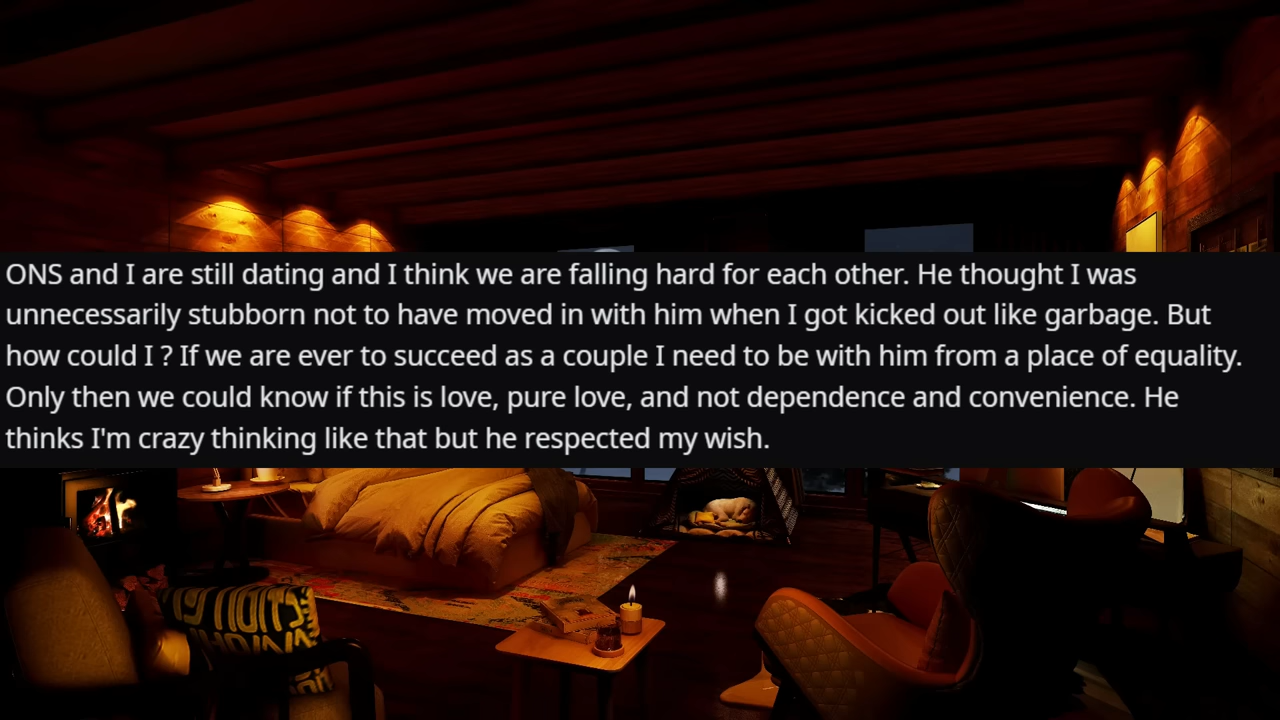 ONS and I are still dating and I think we are falling hard for each other. He thought I was
unnecessarily stubborn not to have moved in with him when I got kicked out like garbage. But
how could I ? If we are ever to succeed as a couple I need to be with him from a place of equality.
Only then we could know if this is love, pure love, and not dependence and convenience. He
thinks I'm crazy thinking like that but he respected my wish.